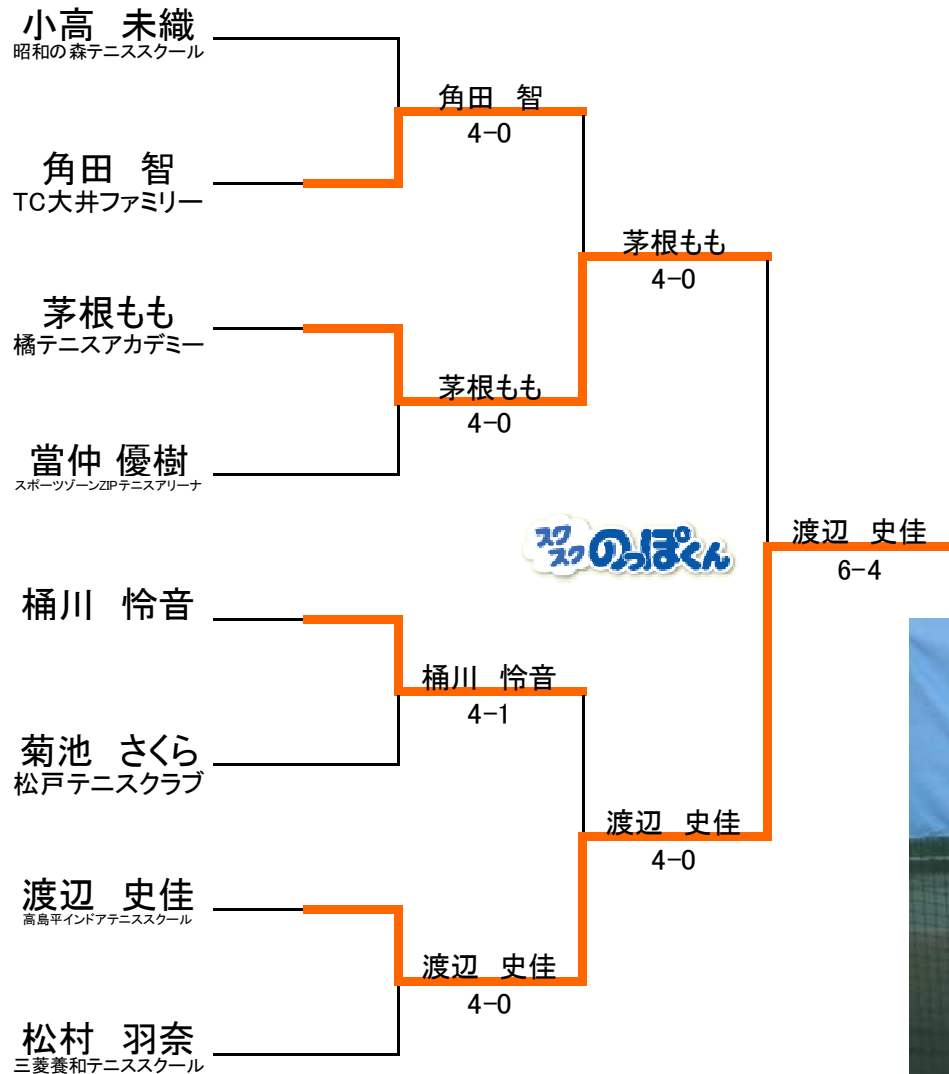 小高　未織
昭和の森テニススクール
角田　智
4-0
角田　智
TC大井ファミリー
茅根もも
4-0
茅根もも
橘テニスアカデミー
茅根もも
4-0
當仲 優樹
スポーツゾーンZIPテニスアリーナ
スクスク のっぽくん
渡辺　史佳
6-4
桶川　怜音
桶川　怜音
4-1
菊池　さくら
松戸テニスクラブ
渡辺　史佳
4-0
渡辺　史佳
高島平インドアテニススクール
渡辺　史佳
4-0
松村　羽奈
三菱養和テニススクール